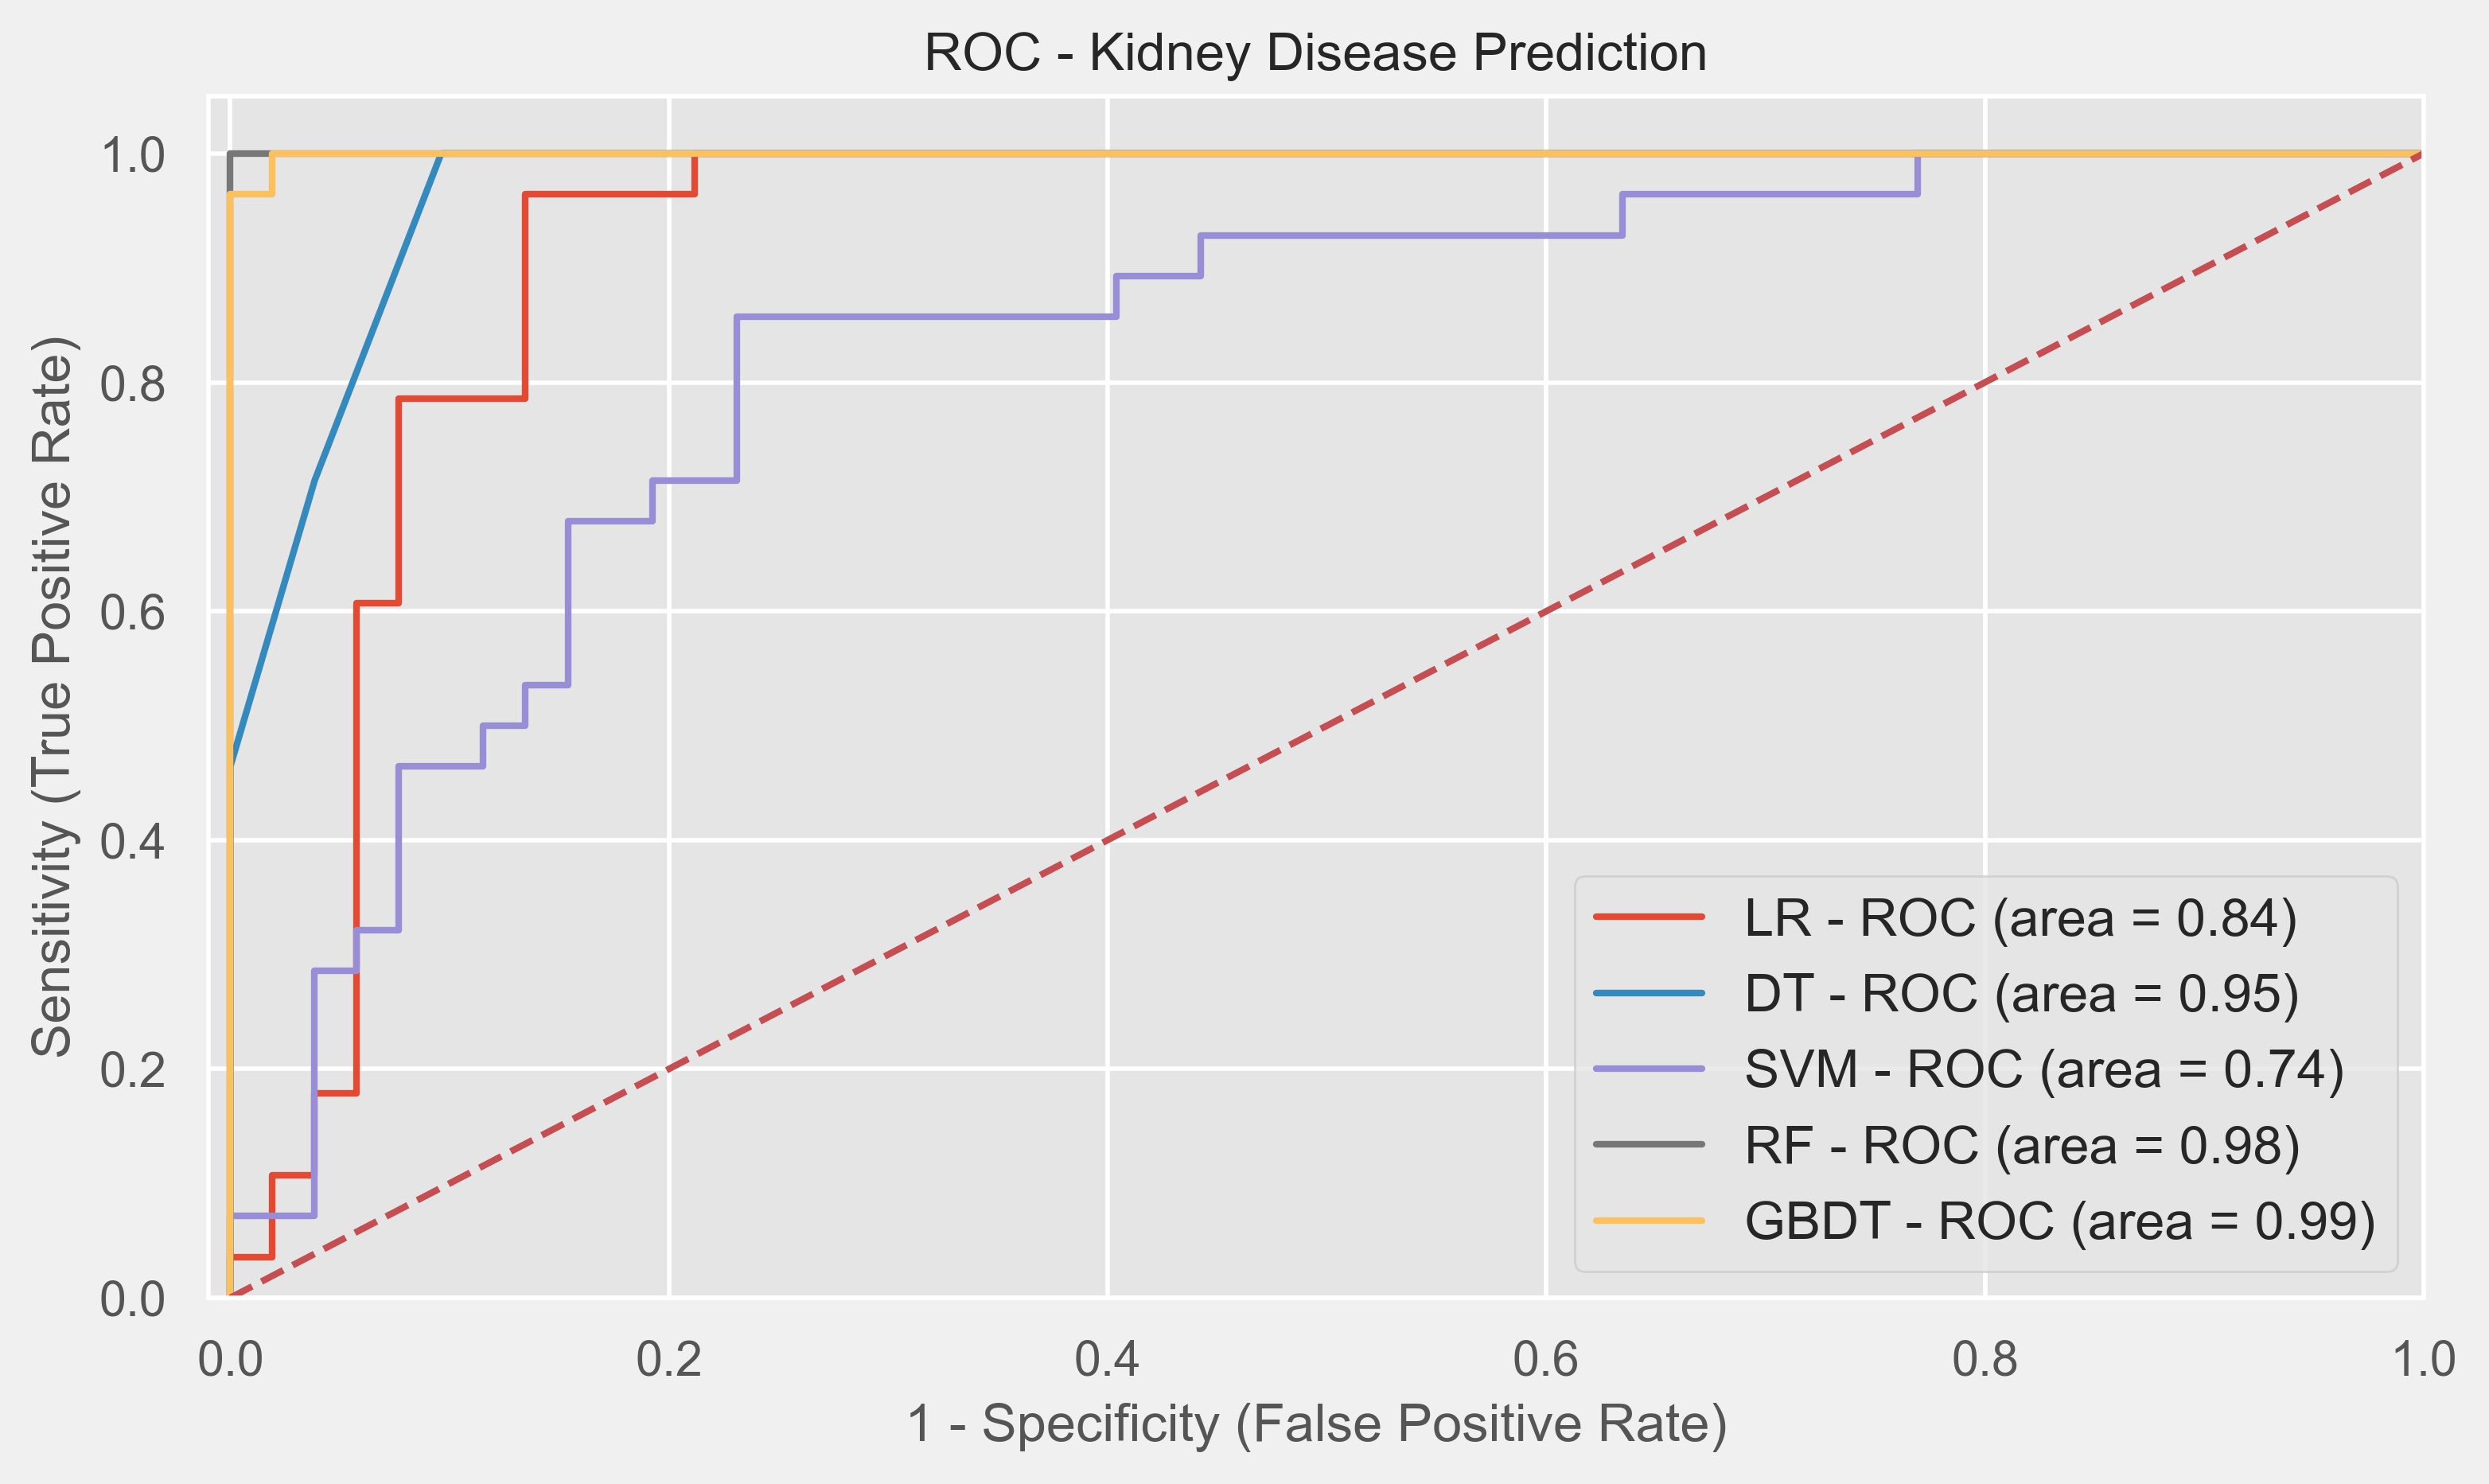 ROC - Kidney Disease Prediction
Sensitivity (True Positive Rate)
1.0
0.8
0.6
0.4
0.2
0.0
LR - ROC (area = 0.84)
DT - ROC (area = 0.95)
SVM - ROC (area = 0.74)
RF - ROC (area = 0.98)
GBDT - ROC (area = 0.99)
0.0 0.2 0.4 0.6 0.8 1.0
1 - Specificity (False Positive Rate)